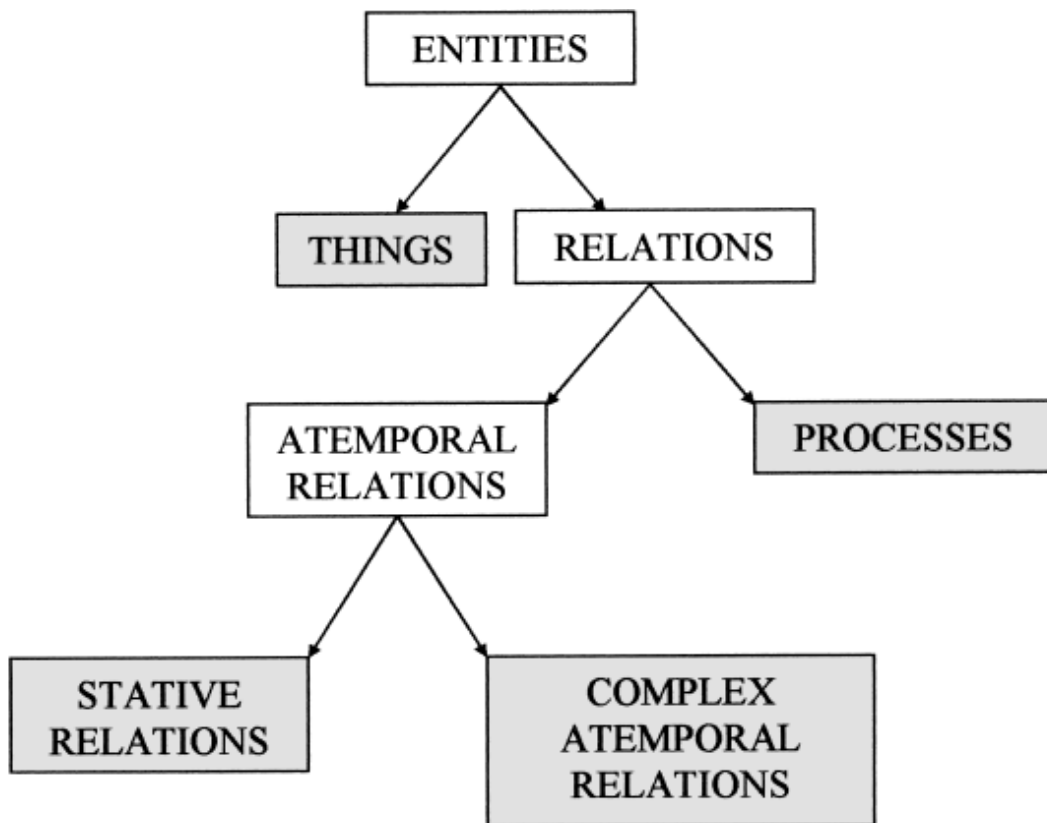 ENTITIES
THINGS
RELATIONS
ATEMPORAL
RELATIONS
PROCESSES
STATIVE
RELATIONS
COMPLEX
ATEMPORAL
RELATIONS